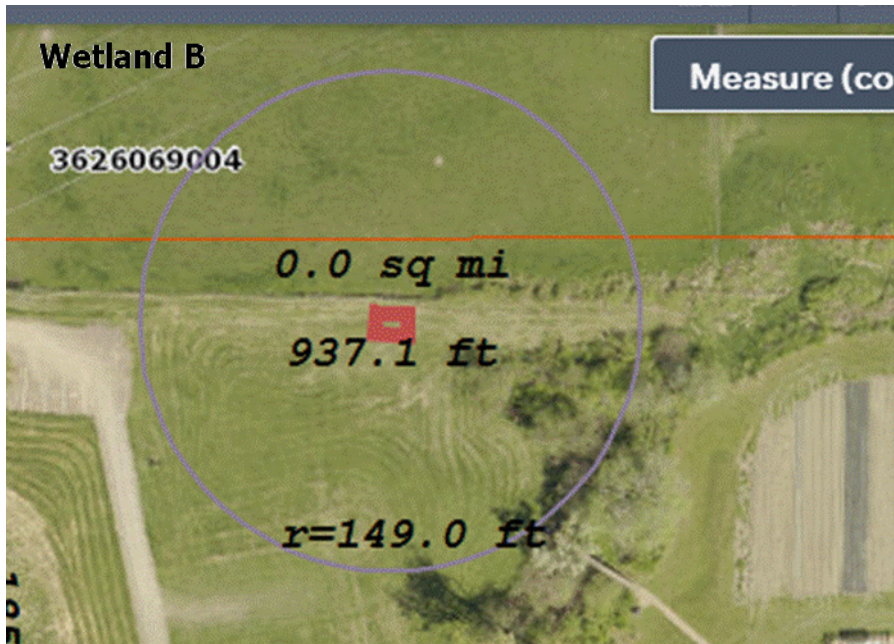 Wetland B
Measure (co
3626069004
0.0 sq mi
937.1 ft
r=149.0 ft